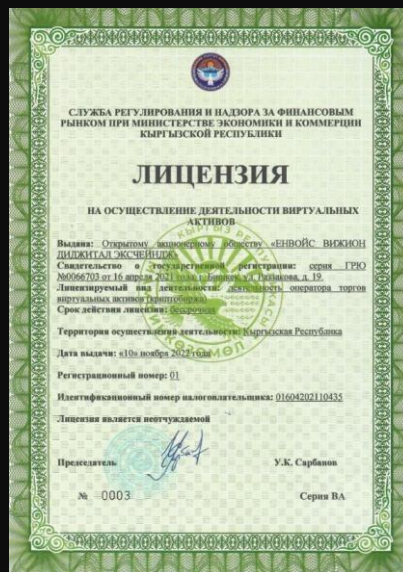 СЛУЖБА РЕГУЛИРОВАНИЯ И НАДЗОРА ЗА ФИНАНСОВЫМ
РЫНКОМ ПРИ МИНИСТЕРСТВЕ ЭКОНОМИКИ И КОММЕРЦИИ
КЫРГЫЗСКОЙ РЕСПУБЛИКИ
ЛИЦЕНЗИЯ
НА ОСУЩЕСТВЛЕНИЕ ДЕЯТЕЛЬНОСТИ ВИРТУАЛЬНЫХ
АКТИВОВ
Выдана: Открытому акционерному обществу «ЕНВОЙС ВИЖИОН
ДИДЖИТАЛ ЭКСЧЕЙНДЖ»
Свидетельство о государственной регистрации: серия ГРЮ
№0066703 от 16 апреля 2021 года, г. Бишкек, ул. Раззакова, д. 19.
Лицензируемый вид деятельности: деятельность оператора торгов
виртуальных активов (криптобиржа)
Срок действия лицензии: бессрочная
Территория осуществления деятельности: Кыргызская Республика
Дата выдачи: «10» ноября 2022 года
Регистрационный номер: 01
Идентификационный номер налогоплательщика: 01604202110435
Лицензия является неотчуждаемой
Председатель У.К. Сарбанов
№ 0003 Серия ВА